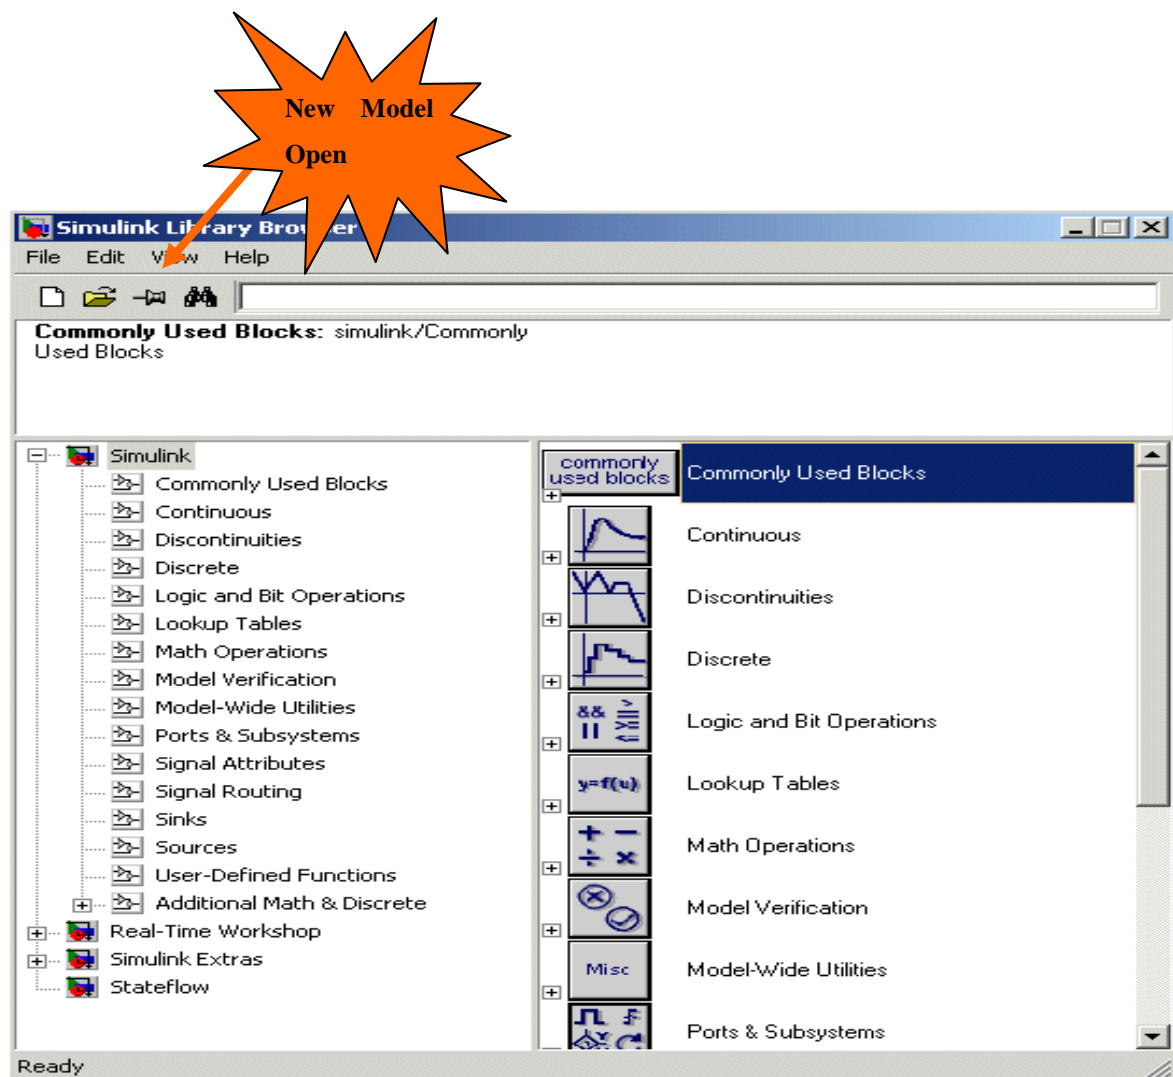 New Model
Open
Simulink Library Browser
File Edit View Help
Commonly Used Blocks: simulink/Commonly
Used Blocks
Simulink
Commonly Used Blocks
Continuous
Discontinuities
Discrete
Logic and Bit Operations
Lookup Tables
Math Operations
Model Verification
Model-Wide Utilities
Ports & Subsystems
Signal Attributes
Signal Routing
Sinks
Sources
User-Defined Functions
Additional Math & Discrete
Real-Time Workshop
Simulink Extras
Stateflow
commonly
used blocks
Commonly Used Blocks
Continuous
Discontinuities
Discrete
&& >
|| >=
<=
Logic and Bit Operations
y=f(u)
Lookup Tables
+ −
÷ ×
Math Operations
Model Verification
Misc
Model-Wide Utilities
Ports & Subsystems
Ready